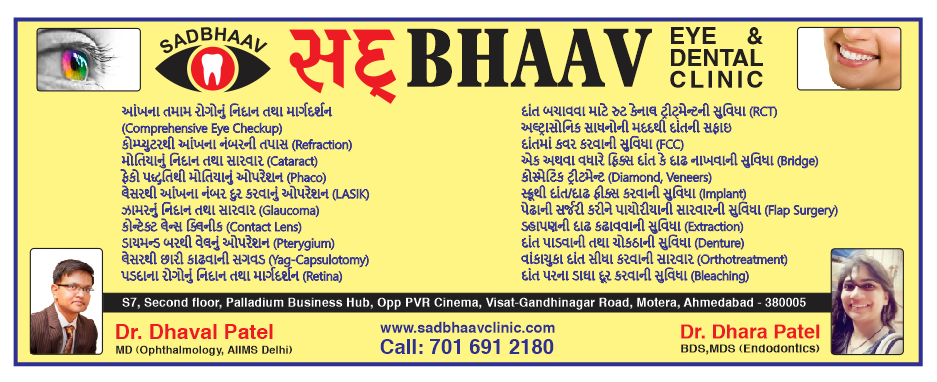 SADBHAAV
સદ્ BHAAV
EYE &
DENTAL
CLINIC
આંખના તમામ રોગોનું નિદાન તથા માર્ગદર્શન
(Comprehensive Eye Checkup)
કોમ્પ્યુટરથી આંખના નંબરની તપાસ (Refraction)
મોતિયાનું નિદાન તથા સારવાર (Cataract)
ફેકો પધ્ધતિથી મોતિયાનું ઓપરેશન (Phaco)
લેસરથી આંખના નંબર દુર કરવાનું ઓપરેશન (LASIK)
ઝામરનું નિદાન તથા સારવાર (Glaucoma)
કોન્ટેક્ટ લેન્સ ક્લિનીક (Contact Lens)
ડાયમન્ડ બરથી વેલનું ઓપરેશન (Pterygium)
લેસરથી છારી કાઢવાની સગવડ (Yag-Capsulotomy)
પડદાના રોગોનું નિદાન તથા માર્ગદર્શન (Retina)
દાંત બચાવવા માટે રુટ કેનાલ ટ્રીટમેન્ટની સુવિધા (RCT)
અલ્ટ્રાસોનિક સાધનોની મદદથી દાંતની સફાઇ
દાંતમાં કવર કરવાની સુવિધા (FCC)
એક અથવા વધારે ફિક્સ દાંત કે દાઢ નાખવાની સુવિધા (Bridge)
કોસ્મેટિક ટ્રીટમેન્ટ (Diamond, Veneers)
સ્ક્રૂથી દાંત/દાઢ ફીક્સ કરવાની સુવિધા (Implant)
પેઢાની સર્જરી કરીને પાયોરીયાની સારવારની સુવિધા (Flap Surgery)
ડહાપણની દાઢ કઢાવવાની સુવિધા (Extraction)
દાંત પાડવાની તથા ચોકઠાની સુવિધા (Denture)
વાંકાચુકા દાંત સીધા કરવાની સારવાર (Orthotreatment)
દાંત પરના ડાઘા દૂર કરવાની સુવિધા (Bleaching)
S7, Second floor, Palladium Business Hub, Opp PVR Cinema, Visat-Gandhinagar Road, Motera, Ahmedabad - 380005
Dr. Dhaval Patel
MD (Ophthalmology, AIIMS Delhi)
www.sadbhaavclinic.com
Call: 701 691 2180
Dr. Dhara Patel
BDS,MDS (Endodontics)